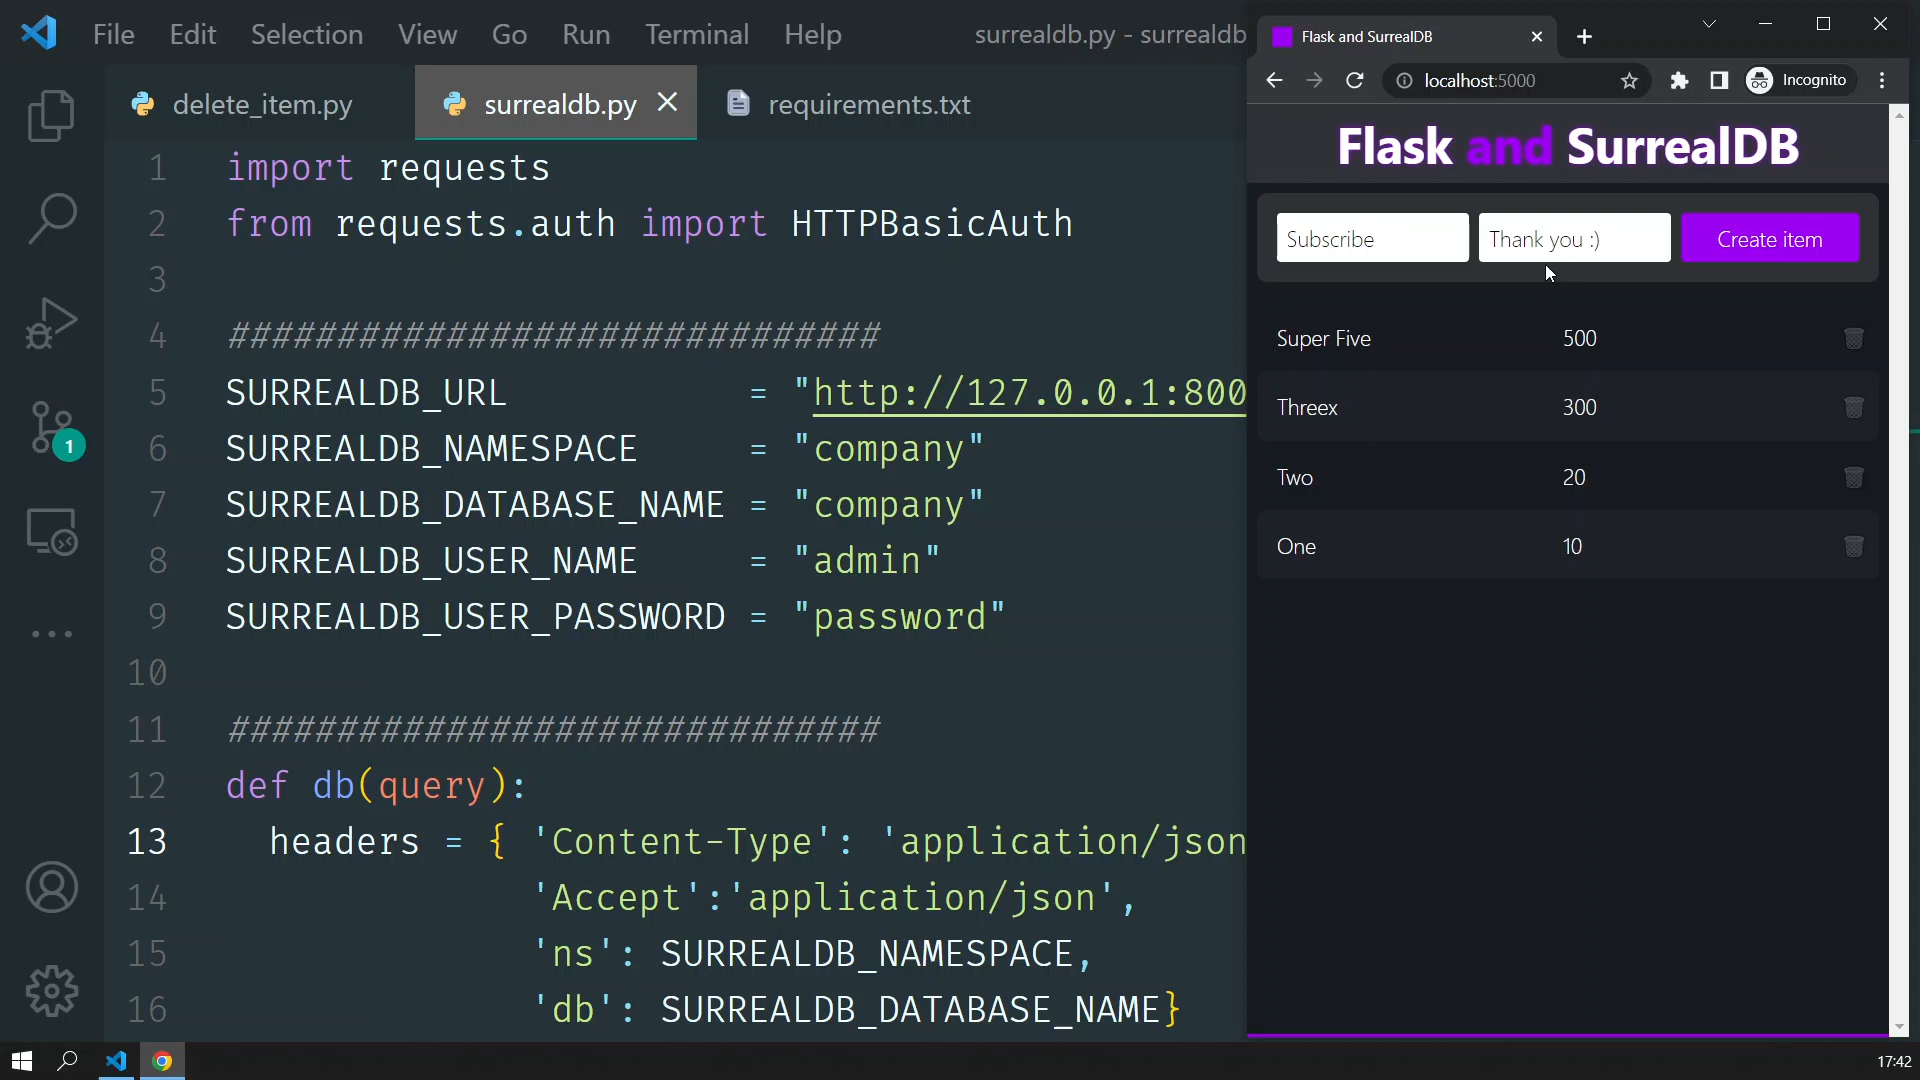 File Edit Selection View Go Run Terminal Help surrealdb.py - surrealdb
delete_item.py surrealdb.py requirements.txt
1 import requests
2 from requests.auth import HTTPBasicAuth
3
4 ##############################
5 SURREALDB_URL = "http://127.0.0.1:800
6 SURREALDB_NAMESPACE = "company"
7 SURREALDB_DATABASE_NAME = "company"
8 SURREALDB_USER_NAME = "admin"
9 SURREALDB_USER_PASSWORD = "password"
10
11 ##############################
12 def db(query):
13 headers = { 'Content-Type': 'application/json
14 'Accept':'application/json',
15 'ns': SURREALDB_NAMESPACE,
16 'db': SURREALDB_DATABASE_NAME}
1
Flask and SurrealDB
localhost:5000 Incognito
Flask and SurrealDB
Subscribe Thank you :) Create item
Super Five 500
Threex 300
Two 20
One 10
17:42